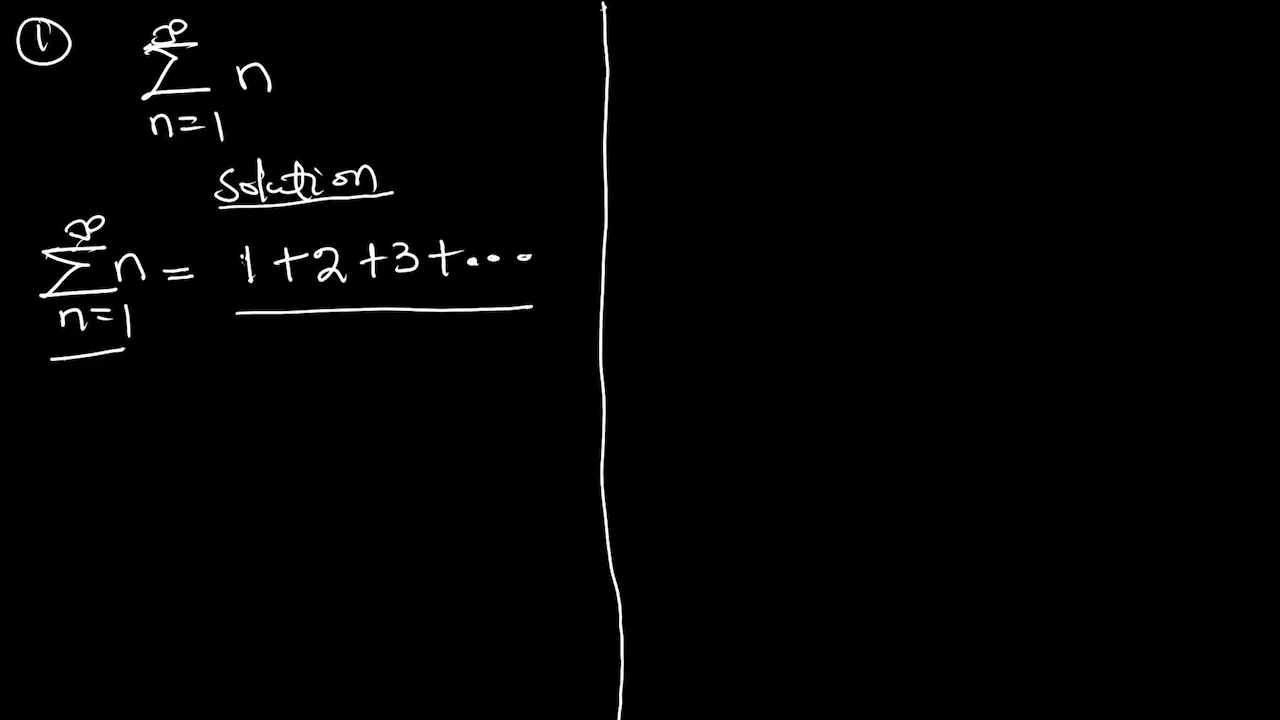 ① ∞
∑ n
n=1
Solution
∞
∑ n = 1+2+3+...
n=1